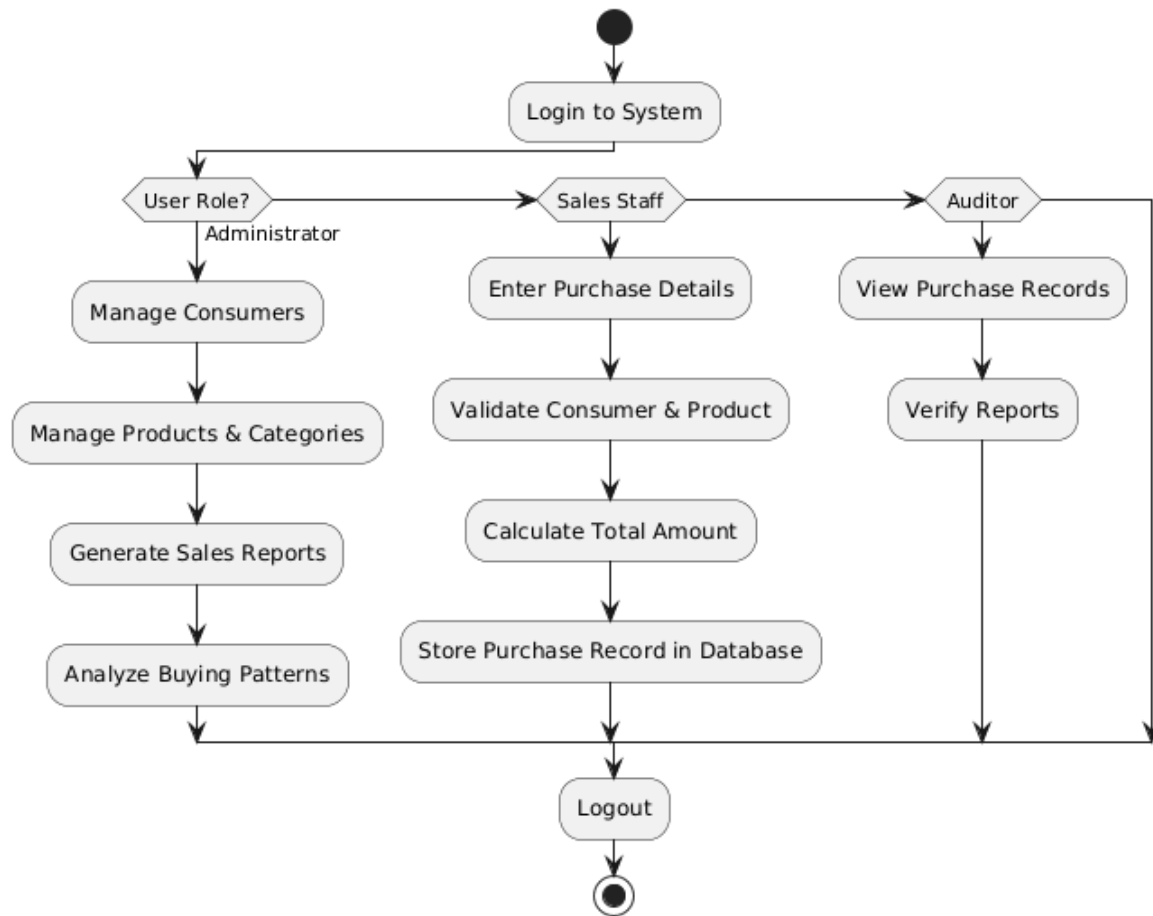 Login to System
User Role?
Administrator
Manage Consumers
Manage Products & Categories
Generate Sales Reports
Analyze Buying Patterns
Sales Staff
Enter Purchase Details
Validate Consumer & Product
Calculate Total Amount
Store Purchase Record in Database
Auditor
View Purchase Records
Verify Reports
Logout